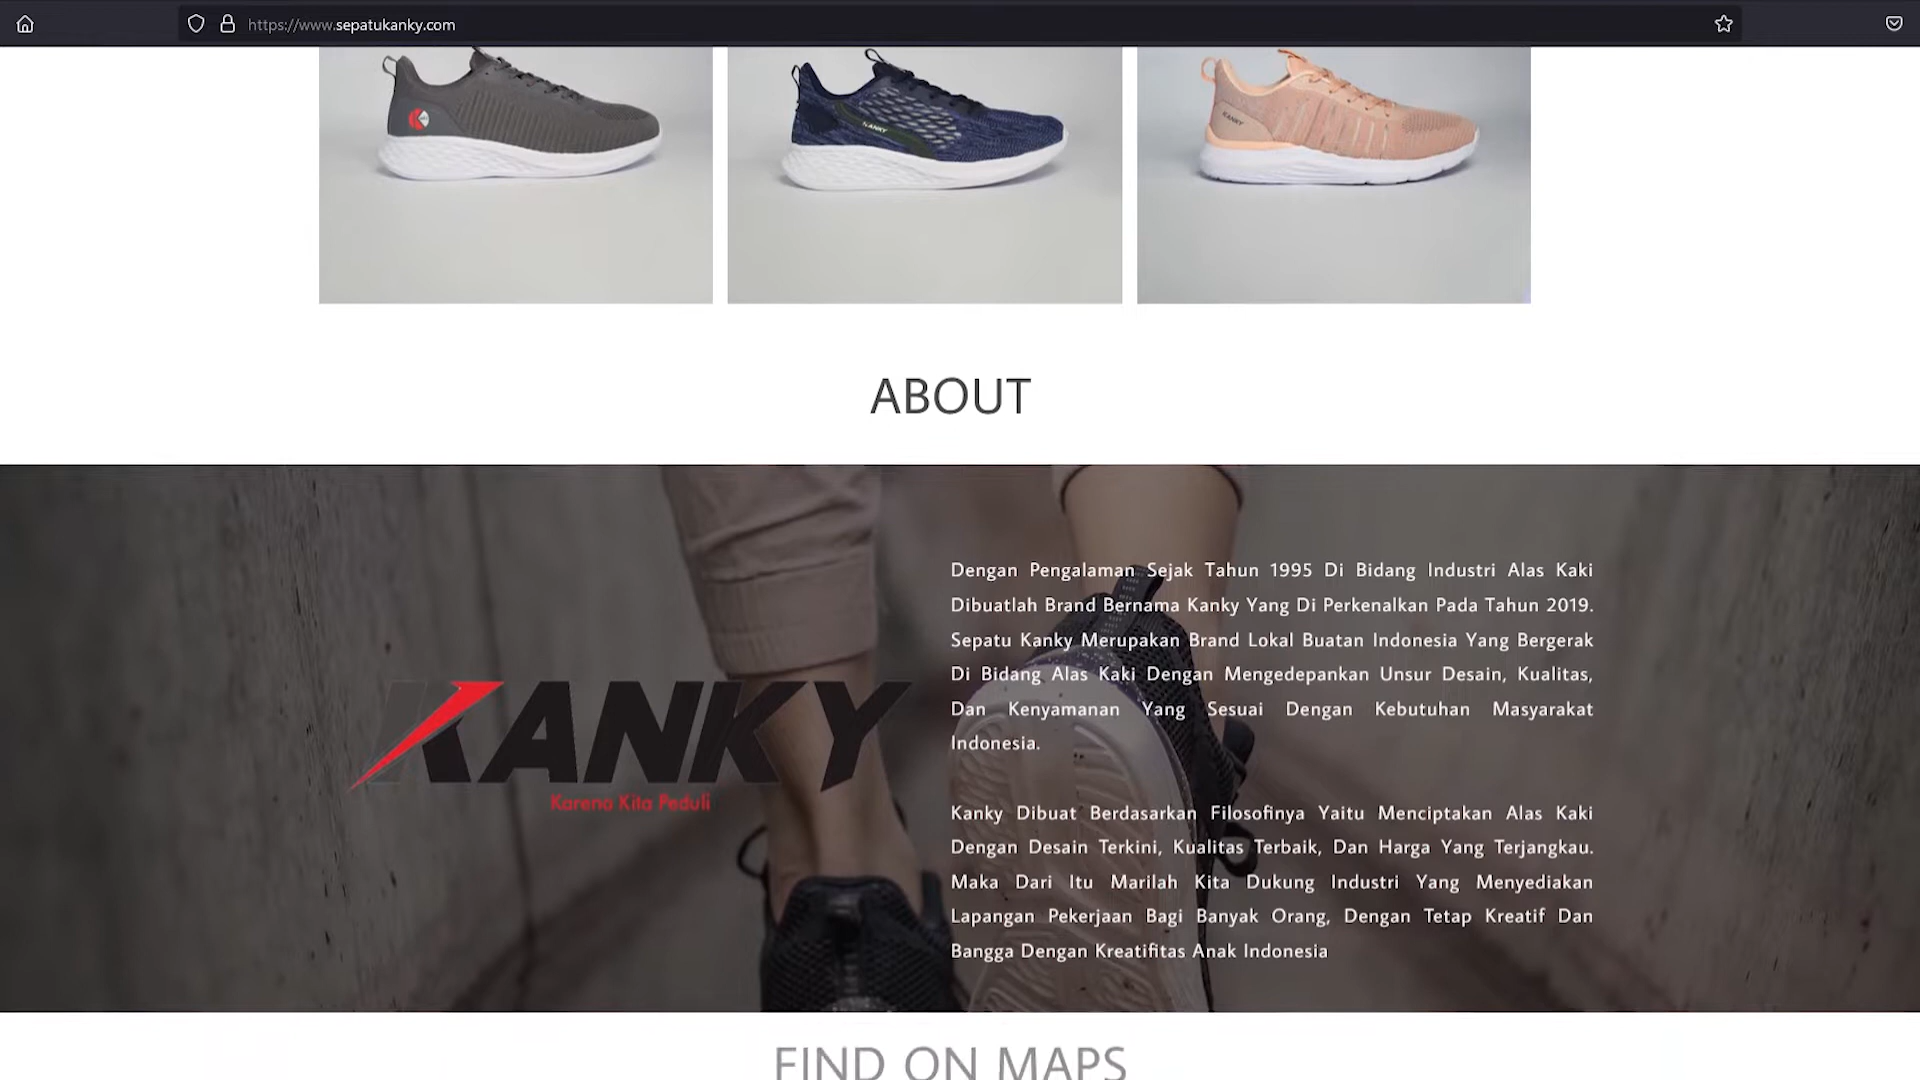 https://www.sepatukanky.com
KANKY
KANKY
ABOUT
Dengan Pengalaman Sejak Tahun 1995 Di Bidang Industri Alas Kaki
Dibuatlah Brand Bernama Kanky Yang Di Perkenalkan Pada Tahun 2019.
Sepatu Kanky Merupakan Brand Lokal Buatan Indonesia Yang Bergerak
Di Bidang Alas Kaki Dengan Mengedepankan Unsur Desain, Kualitas,
Dan Kenyamanan Yang Sesuai Dengan Kebutuhan Masyarakat
Indonesia.
KANKY
Karena Kita Peduli
Kanky Dibuat Berdasarkan Filosofinya Yaitu Menciptakan Alas Kaki
Dengan Desain Terkini, Kualitas Terbaik, Dan Harga Yang Terjangkau.
Maka Dari Itu Marilah Kita Dukung Industri Yang Menyediakan
Lapangan Pekerjaan Bagi Banyak Orang, Dengan Tetap Kreatif Dan
Bangga Dengan Kreatifitas Anak Indonesia
FIND ON MAPS